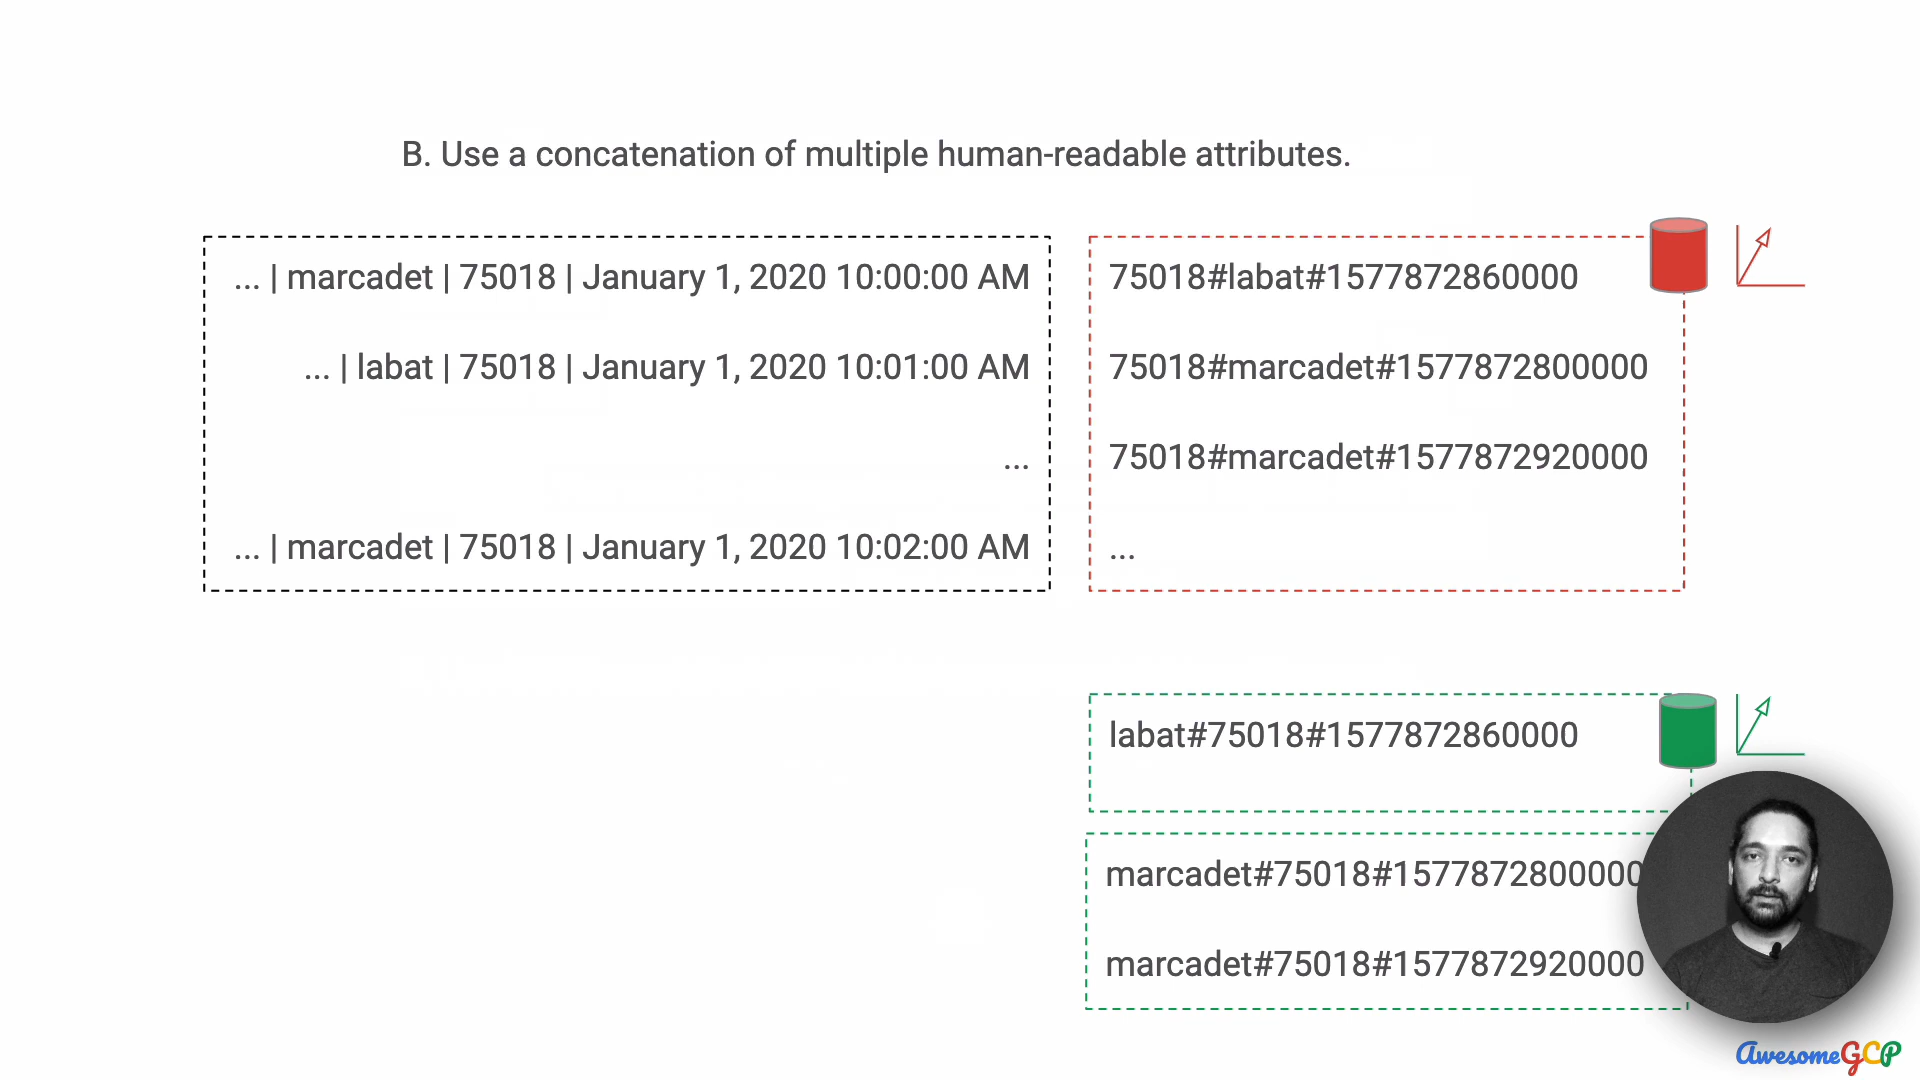 B. Use a concatenation of multiple human-readable attributes.
... | marcadet | 75018 | January 1, 2020 10:00:00 AM
... | labat | 75018 | January 1, 2020 10:01:00 AM
...
... | marcadet | 75018 | January 1, 2020 10:02:00 AM
75018#labat#1577872860000
75018#marcadet#1577872800000
75018#marcadet#1577872920000
...
labat#75018#1577872860000
marcadet#75018#1577872800000
marcadet#75018#1577872920000
AwesomeGCP